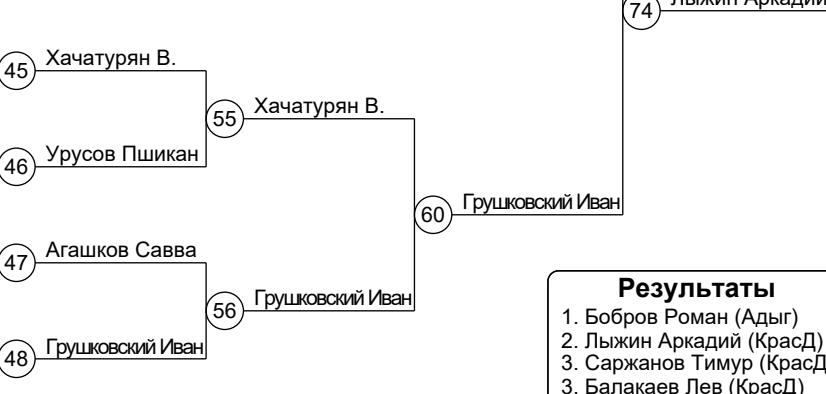 74 Лыжин Аркадий
45 Хачатурян В.
55 Хачатурян В.
46 Урусов Пшикан
60 Грушковский Иван
47 Агашков Савва
56 Грушковский Иван
48 Грушковский Иван
Результаты
1. Бобров Роман (Адыг)
2. Лыжин Аркадий (КрасД)
3. Саржанов Тимур (КрасД
3. Балакаев Лев (КрасД)